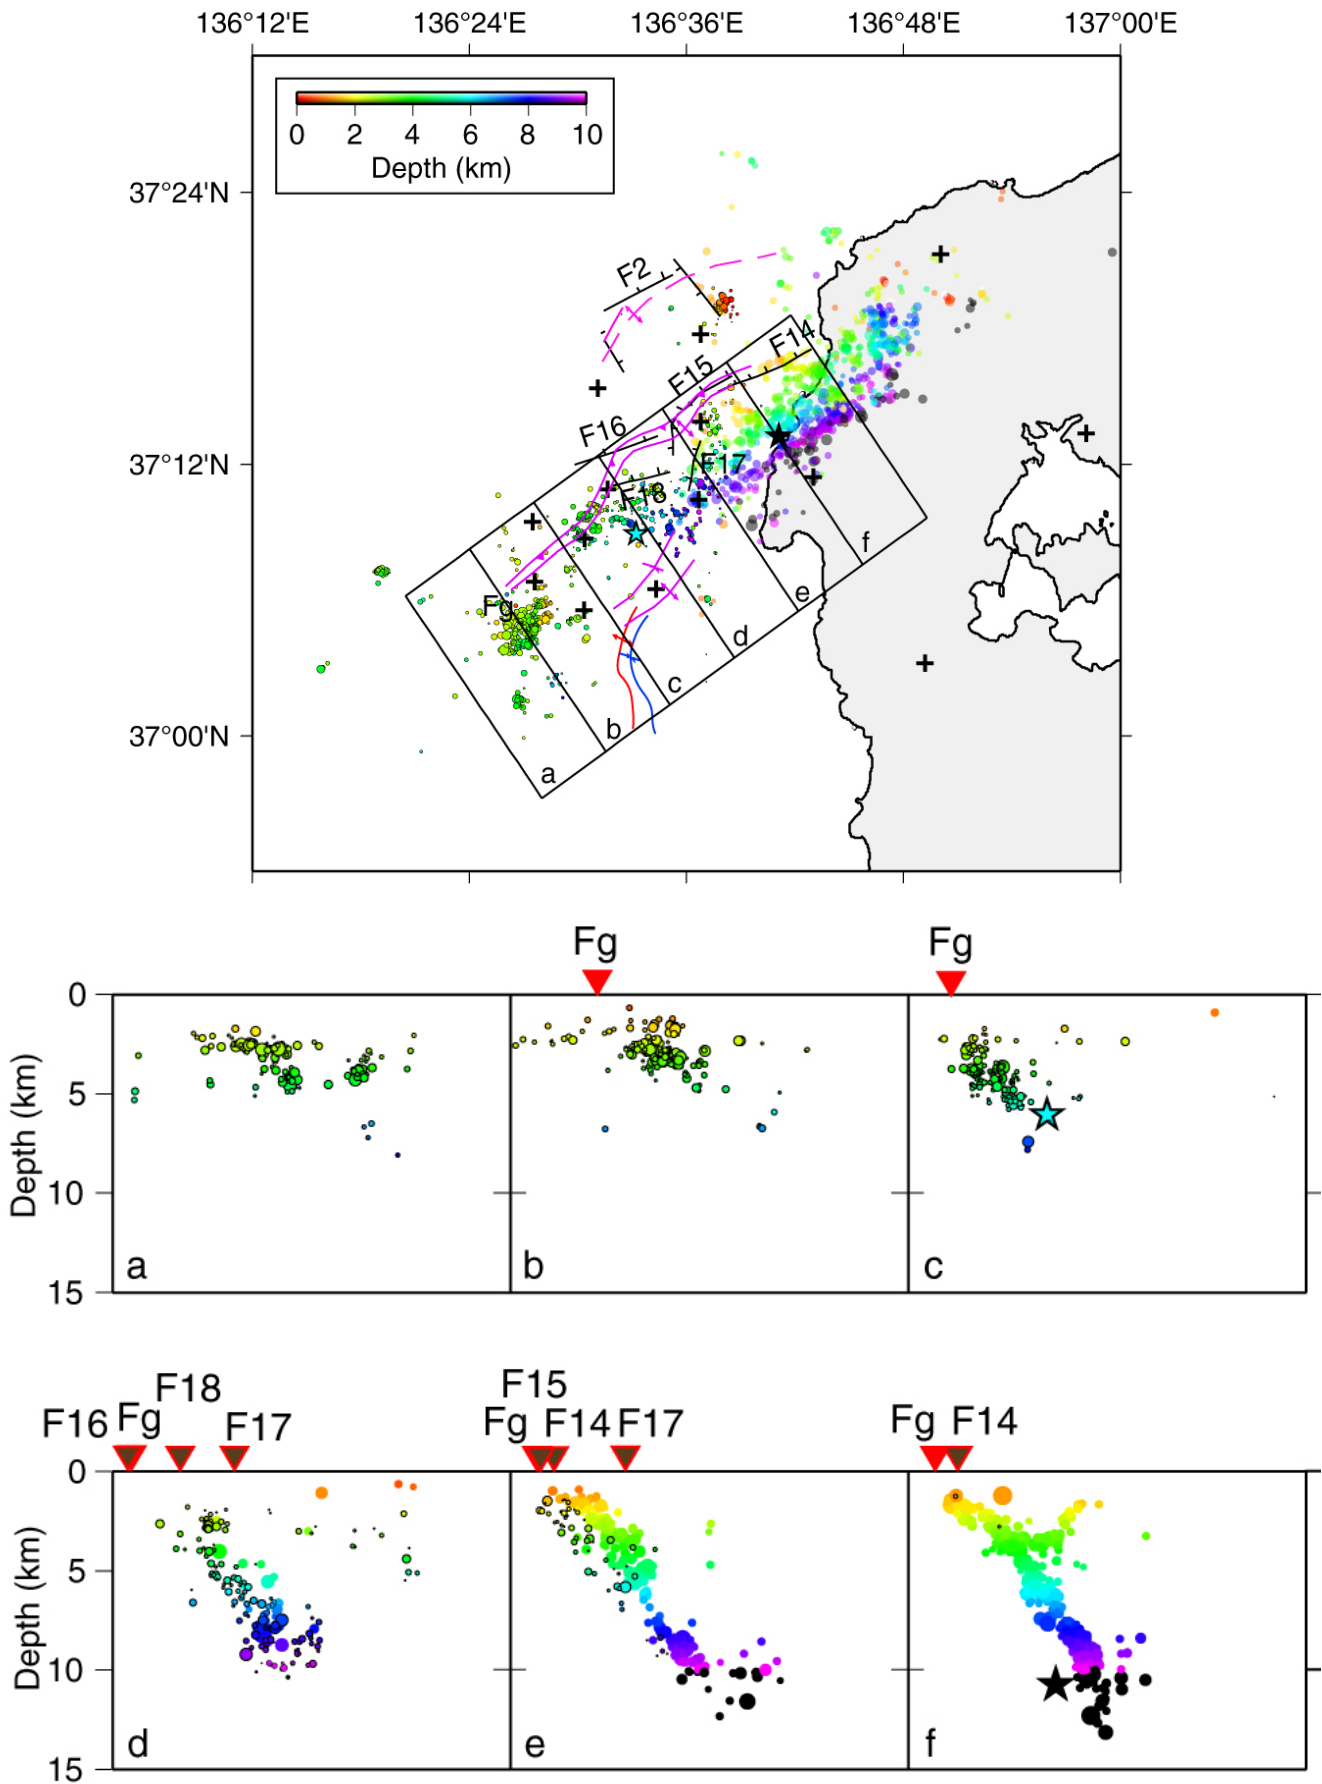 136°12'E 136°24'E 136°36'E 136°48'E 137°00'E
0 2 4 6 8 10
Depth (km)
37°24'N
37°12'N
37°00'N
F2
F14
F15
F16
F17
F18
Fg
f
e
d
c
b
a
Fg Fg
0
5
10
15
Depth (km)
a b c
F15
F18
F16 Fg F17 Fg F14 F17 Fg F14
0
5
10
15
Depth (km)
d e f